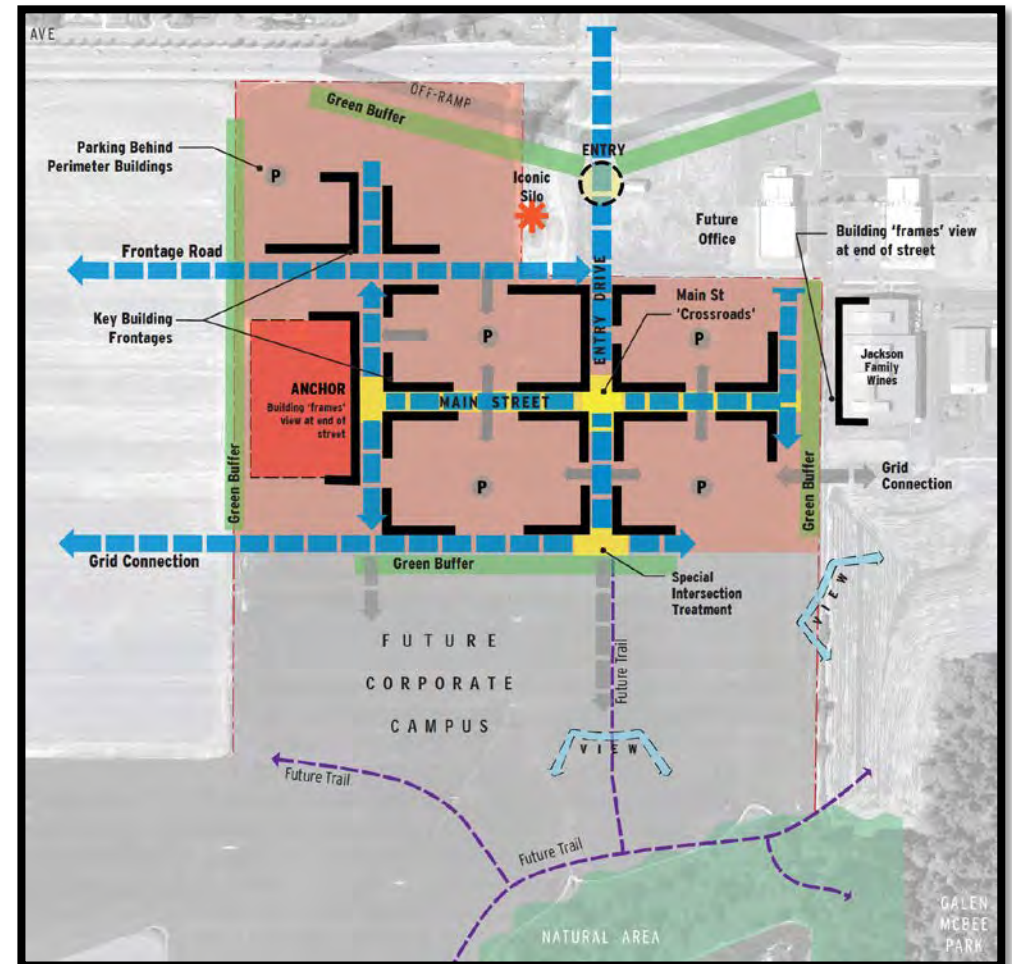 AVE
OFF-RAMP
Green Buffer
Parking Behind
Perimeter Buildings
P
ENTRY
Iconic
Silo
Future
Office
Building 'frames' view
at end of street
Frontage Road
ENTRY DRIVE
Main St
'Crossroads'
Key Building
Frontages
P
P
Jackson
Family
Wines
ANCHOR
Building 'frames'
view at end of
street
MAIN STREET
Green Buffer
P
P
Green Buffer
Grid
Connection
Grid Connection
Green Buffer
Special
Intersection
Treatment
VIEW
FUTURE
CORPORATE
CAMPUS
Future Trail
VIEW
Future Trail
Future Trail
NATURAL AREA
GALEN
MCBEE
PARK